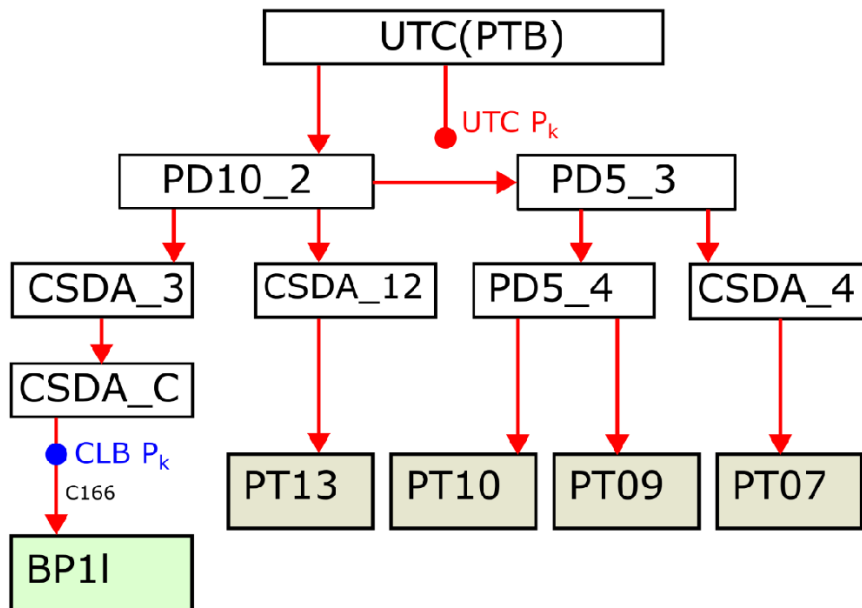 UTC(PTB)
UTC Pk
PD10_2
PD5_3
CSDA_3
CSDA_12
PD5_4
CSDA_4
CSDA_C
CLB Pk
C166
PT13
PT10
PT09
PT07
BP1l